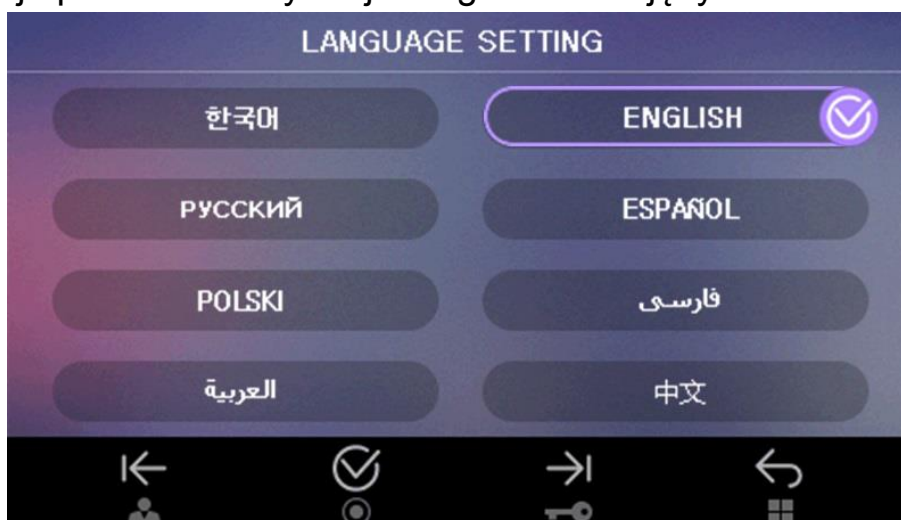 LANGUAGE SETTING
한국어
ENGLISH
РУССКИЙ
ESPAÑOL
POLSKI
فارسی
العربية
中文